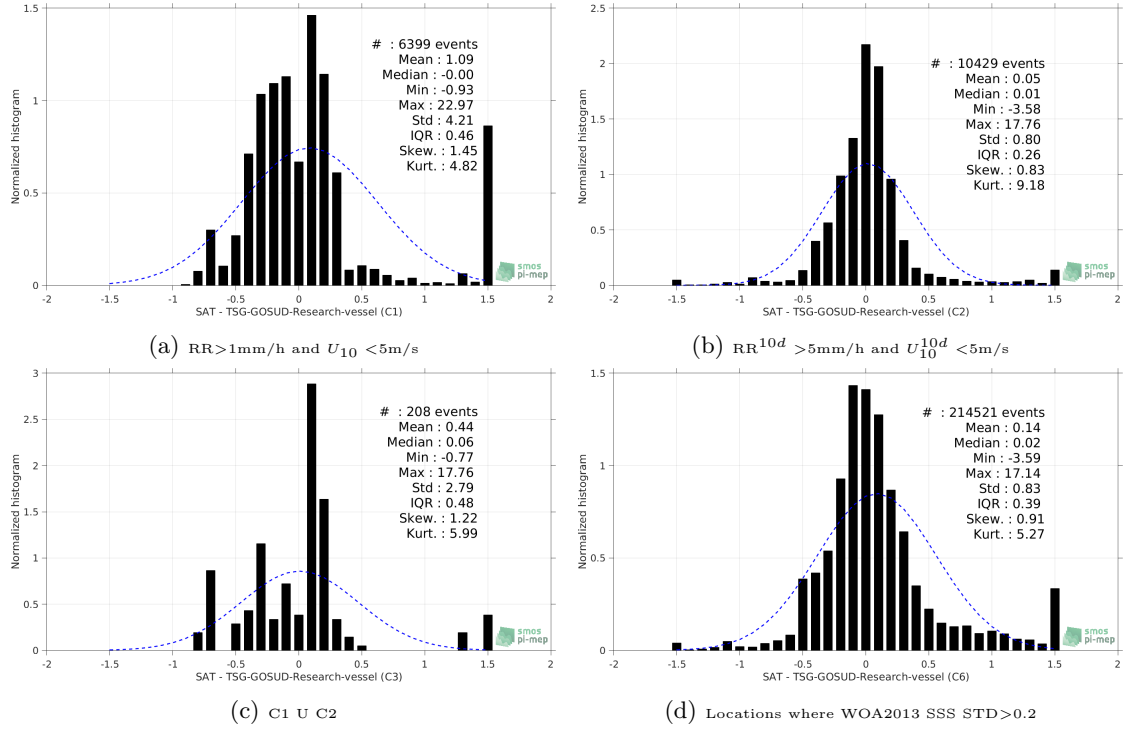 1.5
1
0.5
0
Normalized histogram
-2 -1.5 -1 -0.5 0 0.5 1 1.5 2
SAT - TSG-GOSUD-Research-vessel (C1)
# : 6399 events
Mean : 1.09
Median : -0.00
Min : -0.93
Max : 22.97
Std : 4.21
IQR : 0.46
Skew. : 1.45
Kurt. : 4.82
smos
pi-mep
(a) RR>1mm/h and U10 <5m/s
2.5
2
1.5
1
0.5
0
Normalized histogram
-2 -1.5 -1 -0.5 0 0.5 1 1.5 2
SAT - TSG-GOSUD-Research-vessel (C2)
# : 10429 events
Mean : 0.05
Median : 0.01
Min : -3.58
Max : 17.76
Std : 0.80
IQR : 0.26
Skew. : 0.83
Kurt. : 9.18
smos
pi-mep
(b) RR^10d >5mm/h and U10^10d <5m/s
3
2.5
2
1.5
1
0.5
0
Normalized histogram
-2 -1.5 -1 -0.5 0 0.5 1 1.5 2
SAT - TSG-GOSUD-Research-vessel (C3)
# : 208 events
Mean : 0.44
Median : 0.06
Min : -0.77
Max : 17.76
Std : 2.79
IQR : 0.48
Skew. : 1.22
Kurt. : 5.99
smos
pi-mep
(c) C1 U C2
1.5
1
0.5
0
Normalized histogram
-2 -1.5 -1 -0.5 0 0.5 1 1.5 2
SAT - TSG-GOSUD-Research-vessel (C6)
# : 214521 events
Mean : 0.14
Median : 0.02
Min : -3.59
Max : 17.14
Std : 0.83
IQR : 0.39
Skew. : 0.91
Kurt. : 5.27
smos
pi-mep
(d) Locations where WOA2013 SSS STD>0.2